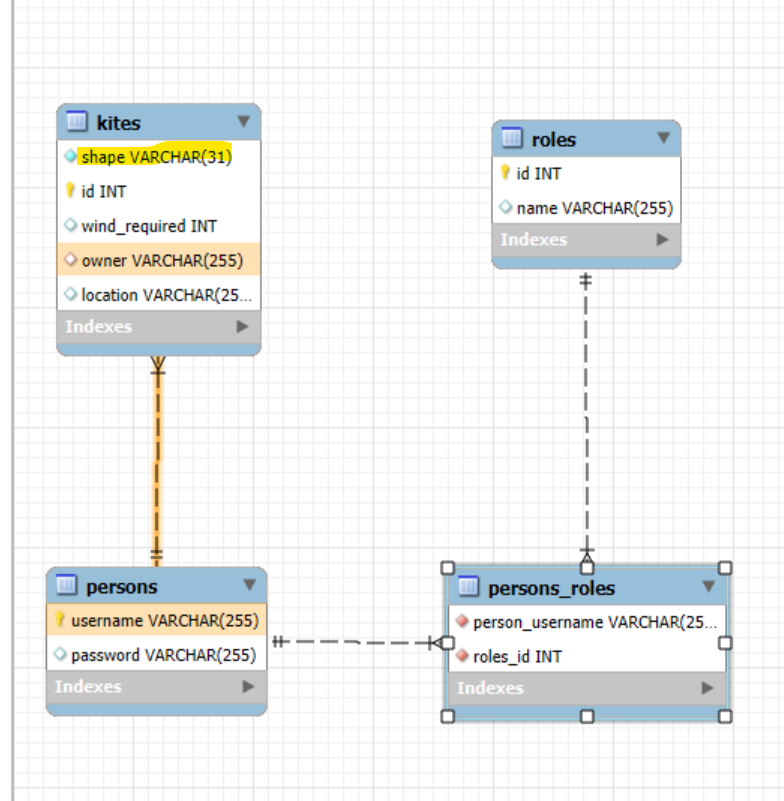 kites
shape VARCHAR(31)
id INT
wind_required INT
owner VARCHAR(255)
location VARCHAR(25...
Indexes
roles
id INT
name VARCHAR(255)
Indexes
persons
username VARCHAR(255)
password VARCHAR(255)
Indexes
persons_roles
person_username VARCHAR(25...
roles_id INT
Indexes